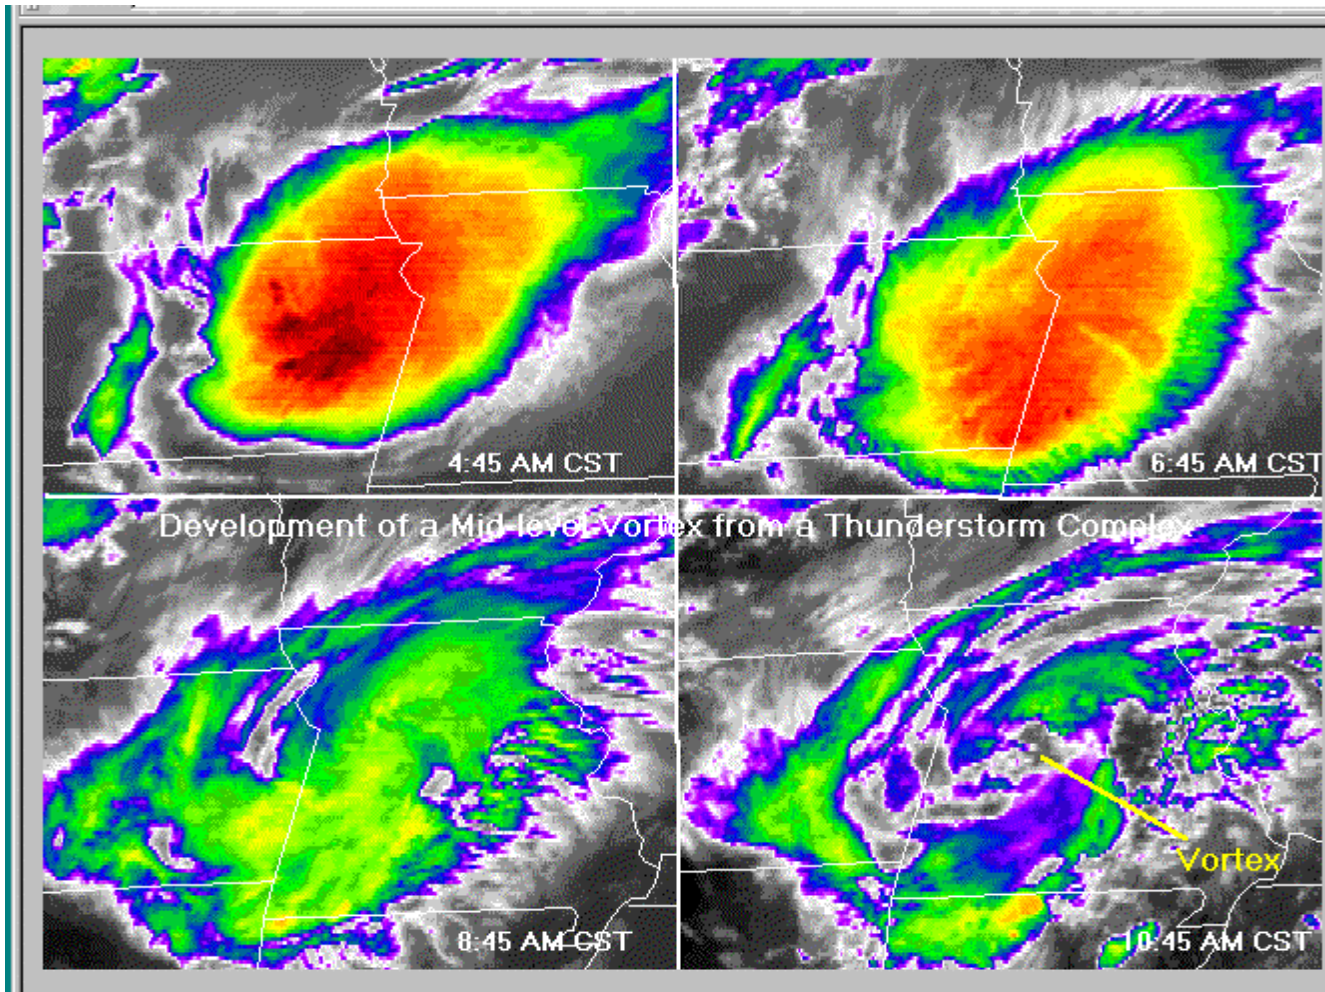 4:45 AM CST
6:45 AM CST
Development of a Mid-level Vortex from a Thunderstorm Complex
Vortex
8:45 AM CST
10:45 AM CST